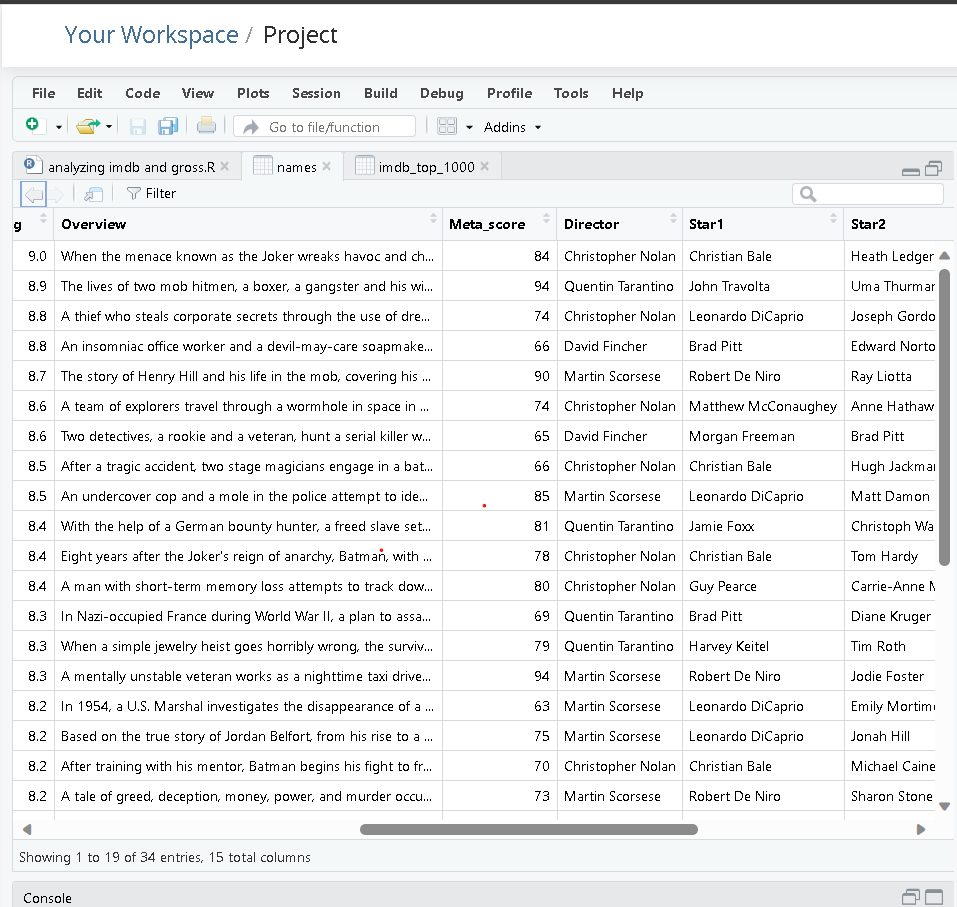 Your Workspace / Project
File Edit Code View Plots Session Build Debug Profile Tools Help
Go to file/function Addins
analyzing imdb and gross.R names imdb_top_1000
Filter
g Overview Meta_score Director Star1 Star2
9.0 When the menace known as the Joker wreaks havoc and ch... 84 Christopher Nolan Christian Bale Heath Ledger
8.9 The lives of two mob hitmen, a boxer, a gangster and his wi... 94 Quentin Tarantino John Travolta Uma Thurman
8.8 A thief who steals corporate secrets through the use of dre... 74 Christopher Nolan Leonardo DiCaprio Joseph Gordo
8.8 An insomniac office worker and a devil-may-care soapmake... 66 David Fincher Brad Pitt Edward Norto
8.7 The story of Henry Hill and his life in the mob, covering his ... 90 Martin Scorsese Robert De Niro Ray Liotta
8.6 A team of explorers travel through a wormhole in space in ... 74 Christopher Nolan Matthew McConaughey Anne Hathaw
8.6 Two detectives, a rookie and a veteran, hunt a serial killer w... 65 David Fincher Morgan Freeman Brad Pitt
8.5 After a tragic accident, two stage magicians engage in a bat... 66 Christopher Nolan Christian Bale Hugh Jackman
8.5 An undercover cop and a mole in the police attempt to ide... 85 Martin Scorsese Leonardo DiCaprio Matt Damon
8.4 With the help of a German bounty hunter, a freed slave set... 81 Quentin Tarantino Jamie Foxx Christoph Wa
8.4 Eight years after the Joker's reign of anarchy, Batman, with ... 78 Christopher Nolan Christian Bale Tom Hardy
8.4 A man with short-term memory loss attempts to track dow... 80 Christopher Nolan Guy Pearce Carrie-Anne M
8.3 In Nazi-occupied France during World War II, a plan to assa... 69 Quentin Tarantino Brad Pitt Diane Kruger
8.3 When a simple jewelry heist goes horribly wrong, the surviv... 79 Quentin Tarantino Harvey Keitel Tim Roth
8.3 A mentally unstable veteran works as a nighttime taxi drive... 94 Martin Scorsese Robert De Niro Jodie Foster
8.2 In 1954, a U.S. Marshal investigates the disappearance of a ... 63 Martin Scorsese Leonardo DiCaprio Emily Mortime
8.2 Based on the true story of Jordan Belfort, from his rise to a ... 75 Martin Scorsese Leonardo DiCaprio Jonah Hill
8.2 After training with his mentor, Batman begins his fight to fr... 70 Christopher Nolan Christian Bale Michael Caine
8.2 A tale of greed, deception, money, power, and murder occu... 73 Martin Scorsese Robert De Niro Sharon Stone
Showing 1 to 19 of 34 entries, 15 total columns
Console